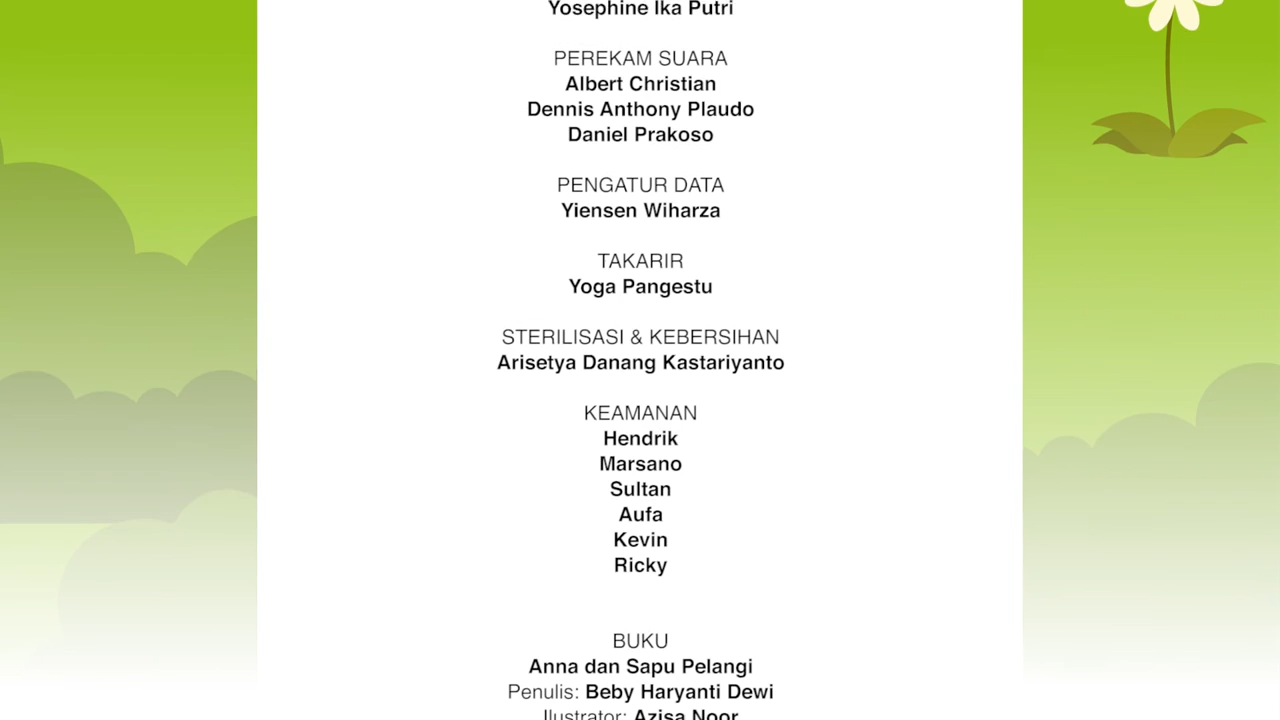 Yosephine Ika Putri
PEREKAM SUARA
Albert Christian
Dennis Anthony Plaudo
Daniel Prakoso
PENGATUR DATA
Yiensen Wiharza
TAKARIR
Yoga Pangestu
STERILISASI & KEBERSIHAN
Arisetya Danang Kastariyanto
KEAMANAN
Hendrik
Marsano
Sultan
Aufa
Kevin
Ricky
BUKU
Anna dan Sapu Pelangi
Penulis: Beby Haryanti Dewi
Ilustrator: Azisa Noor